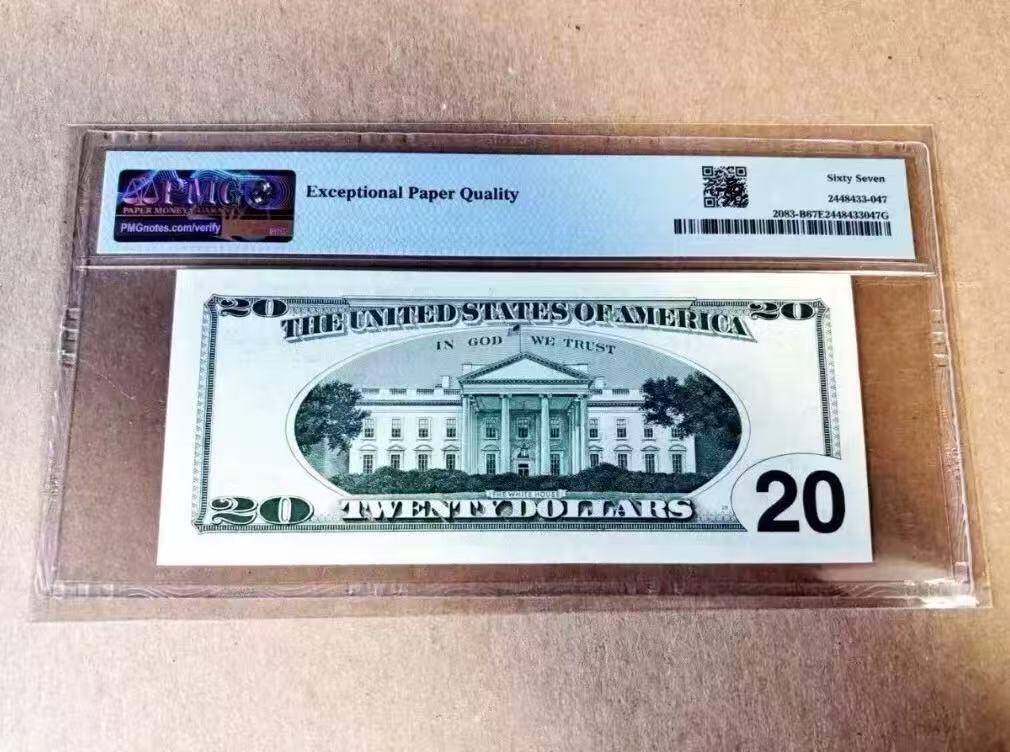 PMG
PAPER MONEY GUARANTY
PMGnotes.com/verify
Exceptional Paper Quality
Sixty Seven
2448433-047
2083-B67E2448433047G
20 20
THE UNITED STATES OF AMERICA
IN GOD WE TRUST
THE WHITE HOUSE
20 TWENTY DOLLARS 20